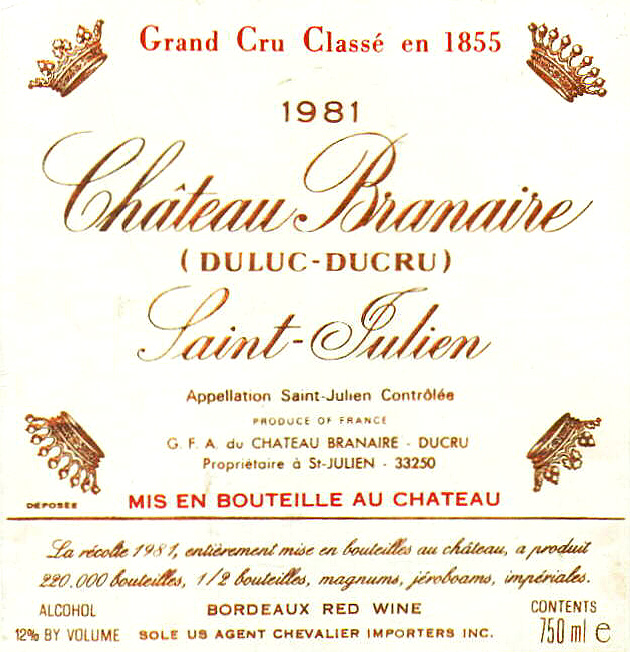 Grand Cru Classé en 1855
1981
Château Branaire
(DULUC-DUCRU)
Saint-Julien
Appellation Saint-Julien Contrôlée
PRODUCE OF FRANCE
G. F. A. du CHATEAU BRANAIRE - DUCRU
Propriétaire à St-JULIEN - 33250
DÉPOSÉE
MIS EN BOUTEILLE AU CHATEAU
La récolte 1981, entièrement mise en bouteilles au château, a produit
220.000 bouteilles, 1/2 bouteilles, magnums, jéroboams, impériales.
ALCOHOL BORDEAUX RED WINE CONTENTS
12% BY VOLUME SOLE US AGENT CHEVALIER IMPORTERS INC. 750 ml e